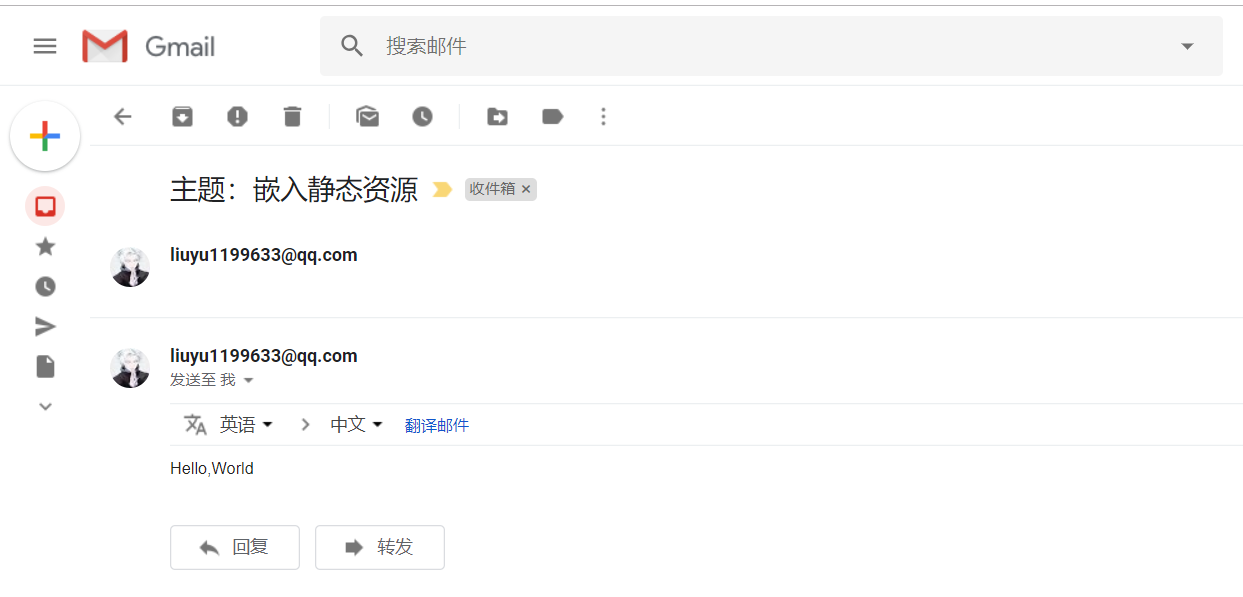 Gmail
搜索邮件
主题：嵌入静态资源 收件箱 ×
liuyu1199633@qq.com
liuyu1199633@qq.com
发送至 我
英语 中文 翻译邮件
Hello,World
回复 转发